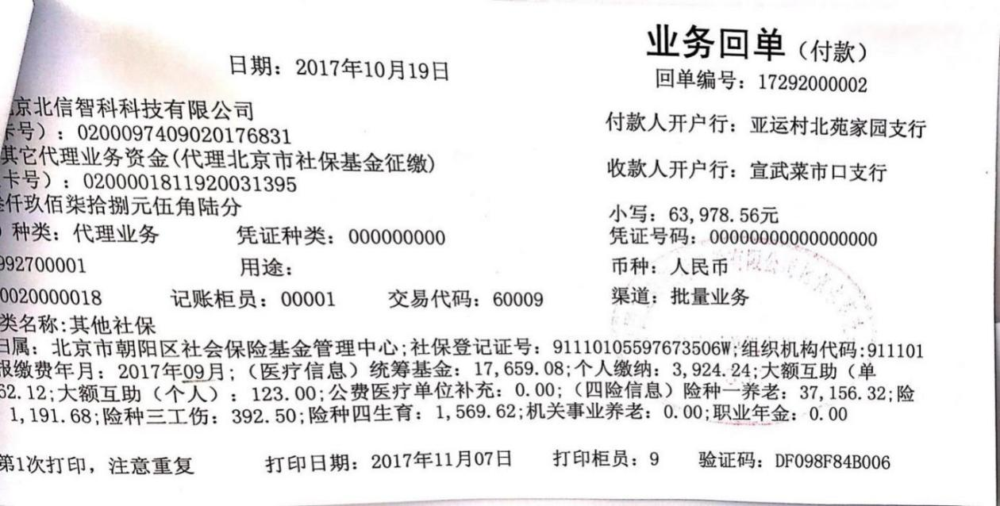 业务回单（付款）
日期：2017年10月19日
回单编号：17292000002
京北信智科科技有限公司
付款人开户行：亚运村北苑家园支行
卡号）：0200097409020176831
其它代理业务资金(代理北京市社保基金征缴)
收款人开户行：宣武菜市口支行
卡号）：0200001811920031395
仟玖佰柒拾捌元伍角陆分
小写：63,978.56元
种类：代理业务 凭证种类：000000000 凭证号码：00000000000000000
992700001 用途： 币种：人民币
0020000018 记账柜员：00001 交易代码：60009 渠道：批量业务
类名称:其他社保
归属：北京市朝阳区社会保险基金管理中心;社保登记证号：91110105597673506W;组织机构代码:911101
报缴费年月：2017年09月;（医疗信息）统筹基金：17,659.08;个人缴纳：3,924.24;大额互助（单
62.12;大额互助（个人）：123.00;公费医疗单位补充：0.00;（四险信息）险种一养老：37,156.32;险
1,191.68;险种三工伤：392.50;险种四生育：1,569.62;机关事业养老：0.00;职业年金：0.00
第1次打印，注意重复 打印日期：2017年11月07日 打印柜员：9 验证码：DF098F84B006